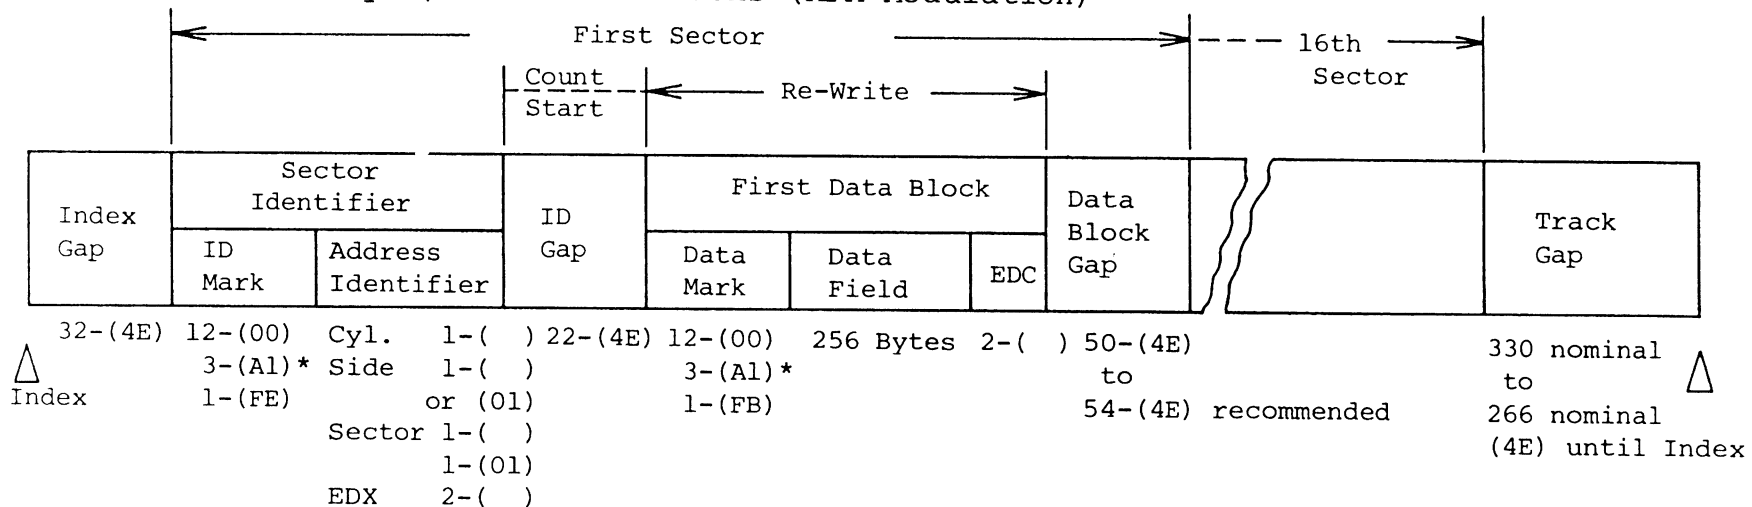 (MFM Modulation)
First Sector
16th
Sector
Count
Start
Re-Write
Index
Gap
Sector
Identifier
ID
Mark
Address
Identifier
ID
Gap
First Data Block
Data
Mark
Data
Field
EDC
Data
Block
Gap
Track
Gap
32-(4E)
12-(00)
3-(A1)*
1-(FE)
Cyl. 1-( )
Side 1-( )
or (01)
Sector 1-( )
1-(01)
EDX 2-( )
22-(4E)
12-(00)
3-(A1)*
1-(FB)
256 Bytes
2-( )
50-(4E)
to
54-(4E) recommended
330 nominal
to
266 nominal
(4E) until Index
Index